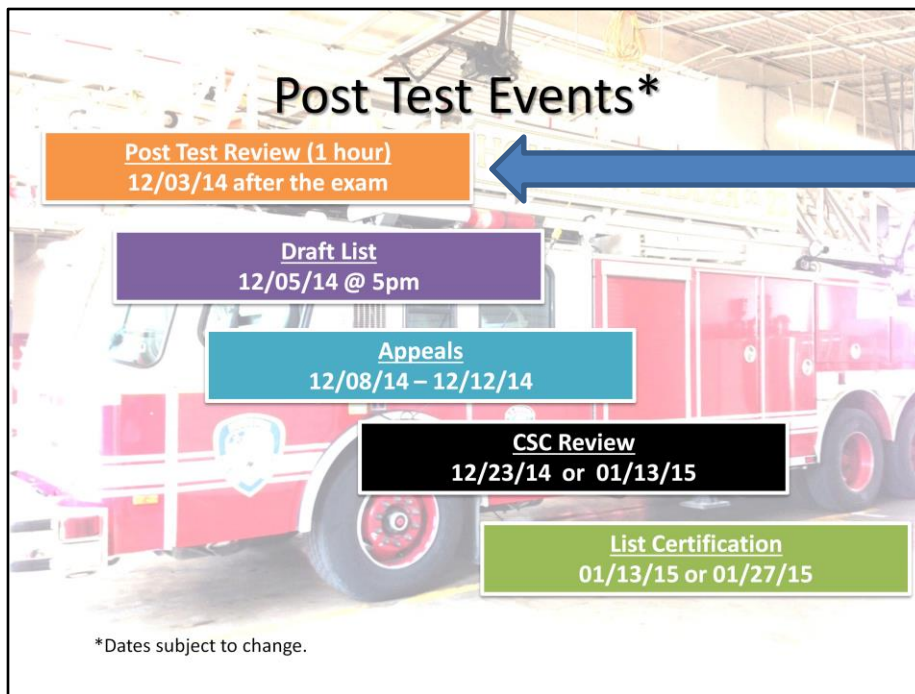 Post Test Events*
Post Test Review (1 hour)
12/03/14 after the exam
Draft List
12/05/14 @ 5pm
Appeals
12/08/14 – 12/12/14
CSC Review
12/23/14 or 01/13/15
List Certification
01/13/15 or 01/27/15
*Dates subject to change.